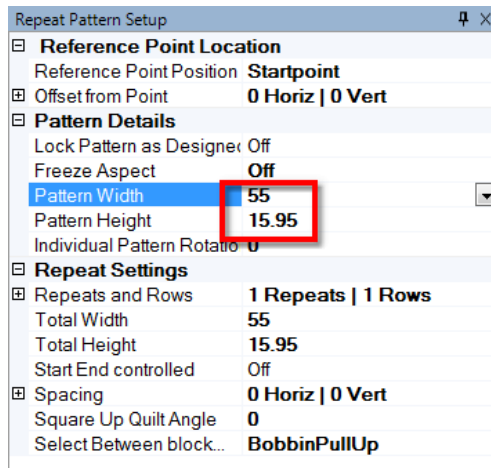 Repeat Pattern Setup
Reference Point Location
Reference Point Position Startpoint
Offset from Point 0 Horiz | 0 Vert
Pattern Details
Lock Pattern as Designe Off
Freeze Aspect Off
Pattern Width 55
Pattern Height 15.95
Individual Pattern Rotatio 0
Repeat Settings
Repeats and Rows 1 Repeats | 1 Rows
Total Width 55
Total Height 15.95
Start End controlled Off
Spacing 0 Horiz | 0 Vert
Square Up Quilt Angle 0
Select Between block... BobbinPullUp